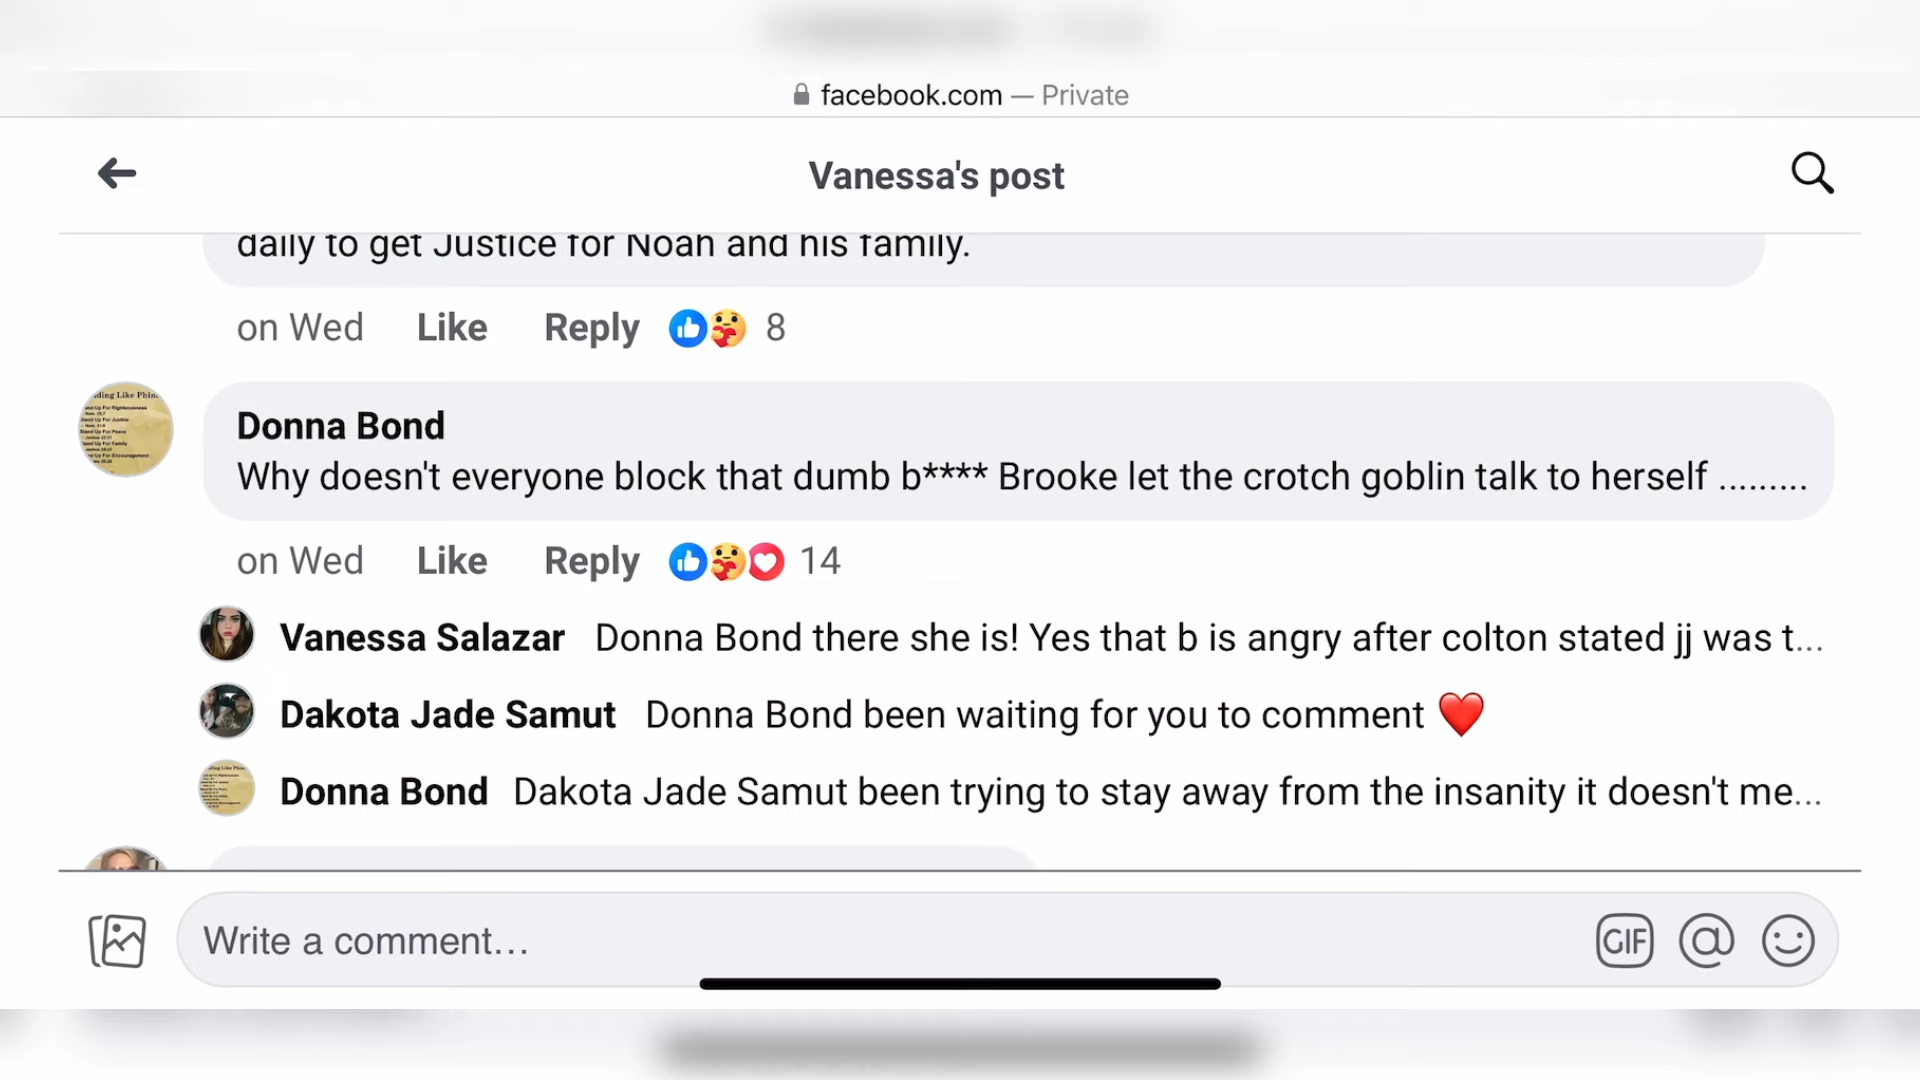 facebook.com — Private
Vanessa's post
daily to get Justice for Noah and his family.
on Wed Like Reply 8
Donna Bond
Why doesn't everyone block that dumb b**** Brooke let the crotch goblin talk to herself .........
on Wed Like Reply 14
Vanessa Salazar Donna Bond there she is! Yes that b is angry after colton stated jj was t...
Dakota Jade Samut Donna Bond been waiting for you to comment ❤️
Donna Bond Dakota Jade Samut been trying to stay away from the insanity it doesn't me...
Write a comment...
GIF